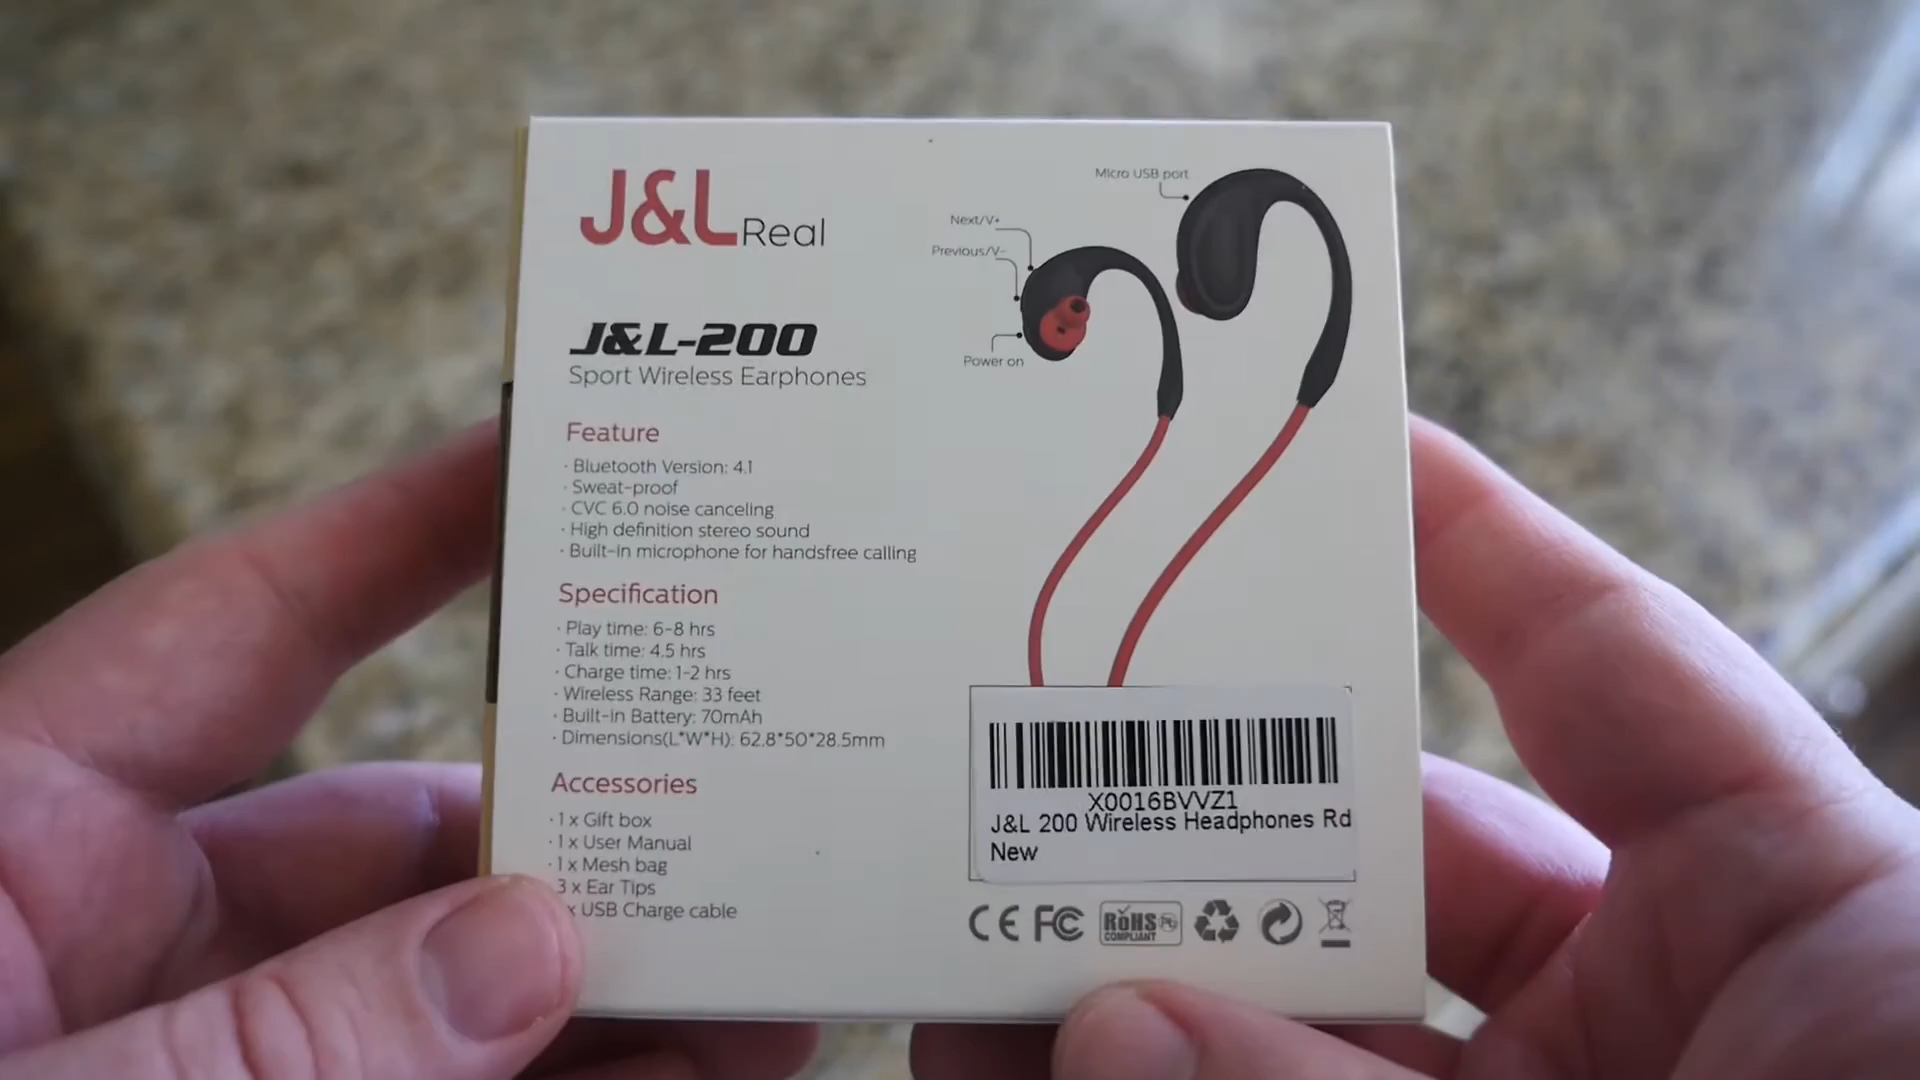 J&L Real
J&L-200
Sport Wireless Earphones
Feature
· Bluetooth Version: 4.1
· Sweat-proof
· CVC 6.0 noise canceling
· High definition stereo sound
· Built-in microphone for handsfree calling
Specification
· Play time: 6-8 hrs
· Talk time: 4.5 hrs
· Charge time: 1-2 hrs
· Wireless Range: 33 feet
· Built-in Battery: 70mAh
· Dimensions(L*W*H): 62.8*50*28.5mm
Accessories
· 1 x Gift box
· 1 x User Manual
· 1 x Mesh bag
3 x Ear Tips
x USB Charge cable
Micro USB port
Next/V+
Previous/V-
Power on
X0016BVVZ1
J&L 200 Wireless Headphones Rd
New
CE FC RoHS
COMPLIANT